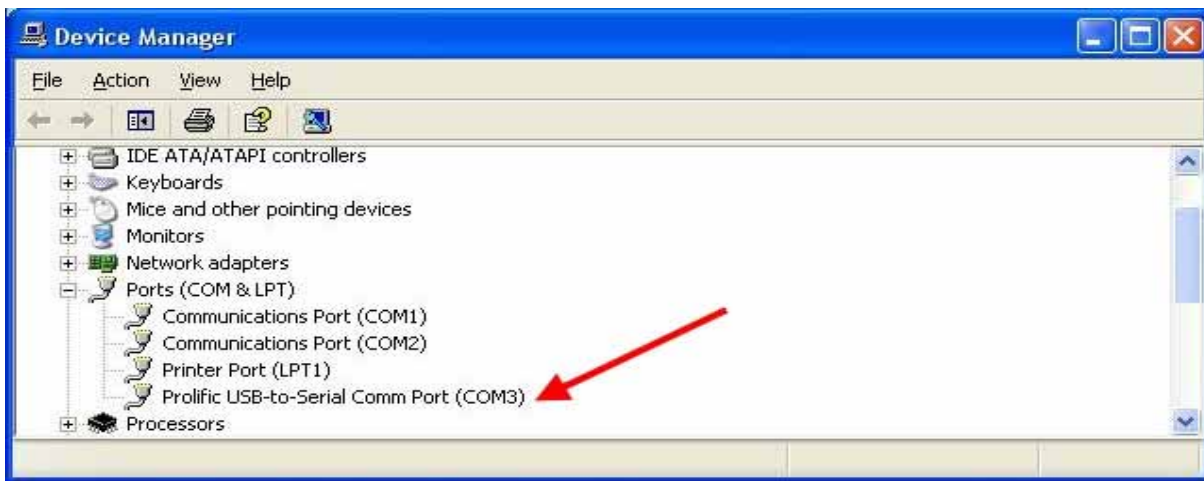 Device Manager
File Action View Help
IDE ATA/ATAPI controllers
Keyboards
Mice and other pointing devices
Monitors
Network adapters
Ports (COM & LPT)
Communications Port (COM1)
Communications Port (COM2)
Printer Port (LPT1)
Prolific USB-to-Serial Comm Port (COM3)
Processors